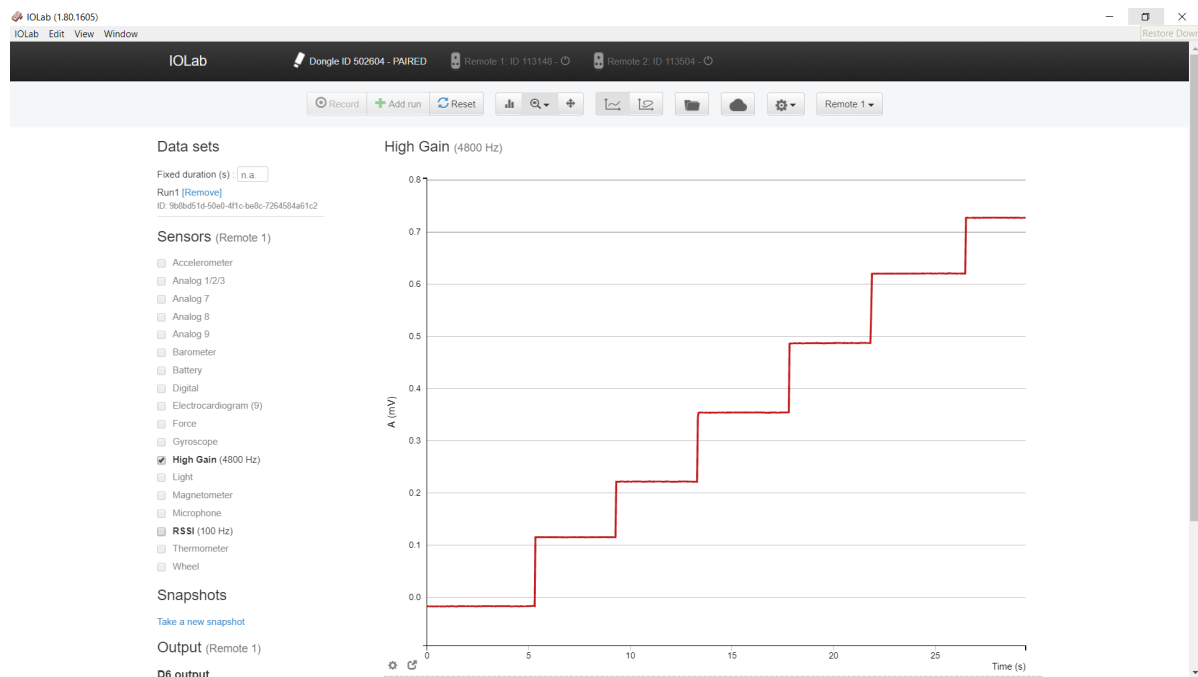 IOLab (1.80.1605)
IOLab Edit View Window
Restore Down
IOLab Dongle ID 502604 - PAIRED Remote 1: ID 113148 - Remote 2: ID 113504 -
Record Add run Reset Remote 1
Data sets
Fixed duration (s) : n.a.
Run1 [Remove]
ID: 9b8bd51d-50e0-4f1c-be8c-7264584a61c2
Sensors (Remote 1)
Accelerometer
Analog 1/2/3
Analog 7
Analog 8
Analog 9
Barometer
Battery
Digital
Electrocardiogram (9)
Force
Gyroscope
High Gain (4800 Hz)
Light
Magnetometer
Microphone
RSSI (100 Hz)
Thermometer
Wheel
Snapshots
Take a new snapshot
Output (Remote 1)
D6 output
High Gain (4800 Hz)
0.8
0.7
0.6
0.5
0.4
0.3
0.2
0.1
0.0
A (mV)
0 5 10 15 20 25
Time (s)